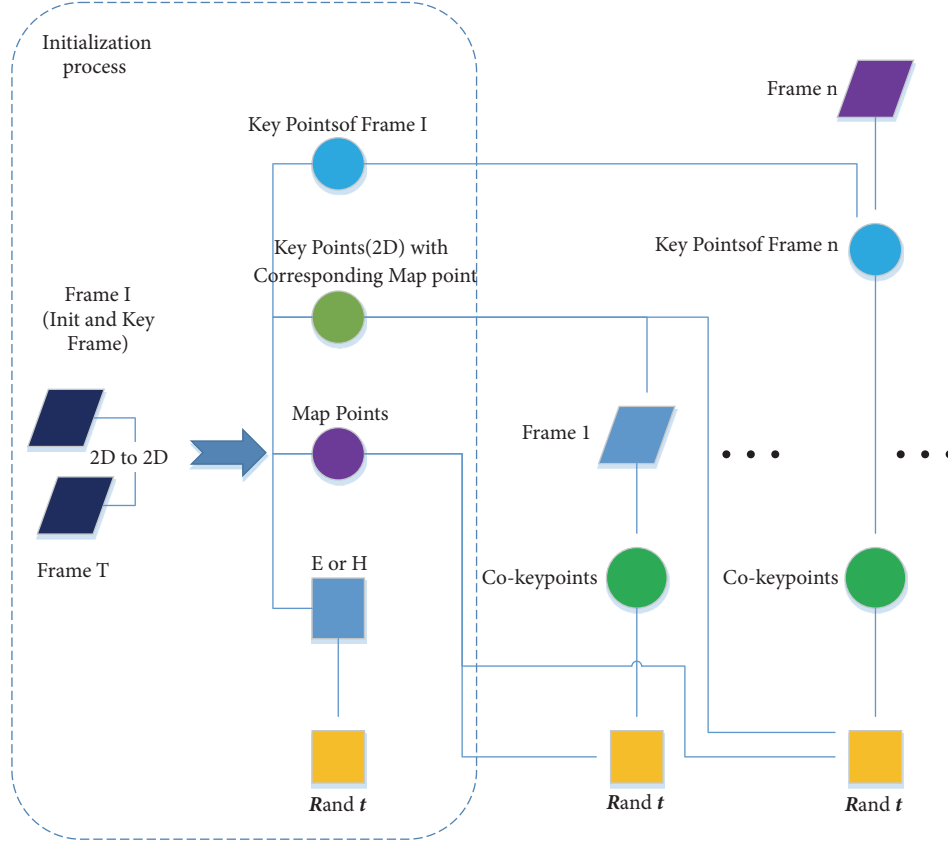 Initialization
process
Frame n
Key Pointsof Frame I
Key Pointsof Frame n
Key Points(2D) with
Corresponding Map point
Frame I
(Init and Key
Frame)
Map Points
Frame 1
2D to 2D
Frame T
E or H
Co-keypoints
Co-keypoints
Rand t
Rand t
Rand t